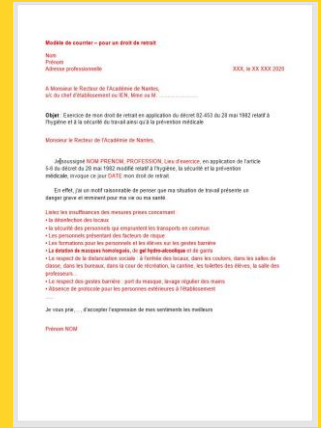 Modèle de courrier – pour un droit de retrait
Nom
Prénom
Adresse professionnelle XXX, le XX XXX 2020
A Monsieur le Recteur de l'Académie de Nantes,
s/c du chef d'établissement ou IEN, Mme ou M. ...................
Objet : Exercice de mon droit de retrait en application du décret 82-453 du 28 mai 1982 relatif à
l'hygiène et à la sécurité du travail ainsi qu'à la prévention médicale
Monsieur le Recteur de l'Académie de Nantes,
Je soussigné NOM PRENOM, PROFESSION, Lieu d'exercice, en application de l'article
5-6 du décret du 28 mai 1982 modifié relatif à l'hygiène, la sécurité et la prévention
médicale, invoque ce jour DATE mon droit de retrait.
En effet, j'ai un motif raisonnable de penser que ma situation de travail présente un
danger grave et imminent pour ma vie ou ma santé
Listez les insuffisances des mesures prises concernant :
• la désinfection des locaux
• la sécurité des personnels qui empruntent les transports en commun
• Les personnels présentant des facteurs de risque
• Les formations pour les personnels et les élèves sur les gestes barrière
• La dotation de masques homologués, de gel hydro-alcoolique et de gants
• Le respect de la distanciation sociale : à l'entrée des locaux, dans les couloirs, dans les salles de
classe, dans les bureaux, dans la cour de récréation, la cantine, les toilettes des élèves, la salle des
professeurs...
• Le respect des gestes barrière : port du masque, lavage régulier des mains
• Absence de protocole pour les personnes extérieures à l'établissement
.....
Je vous prie, ... d'accepter l'expression de mon sentiments les meilleurs
Prénom NOM